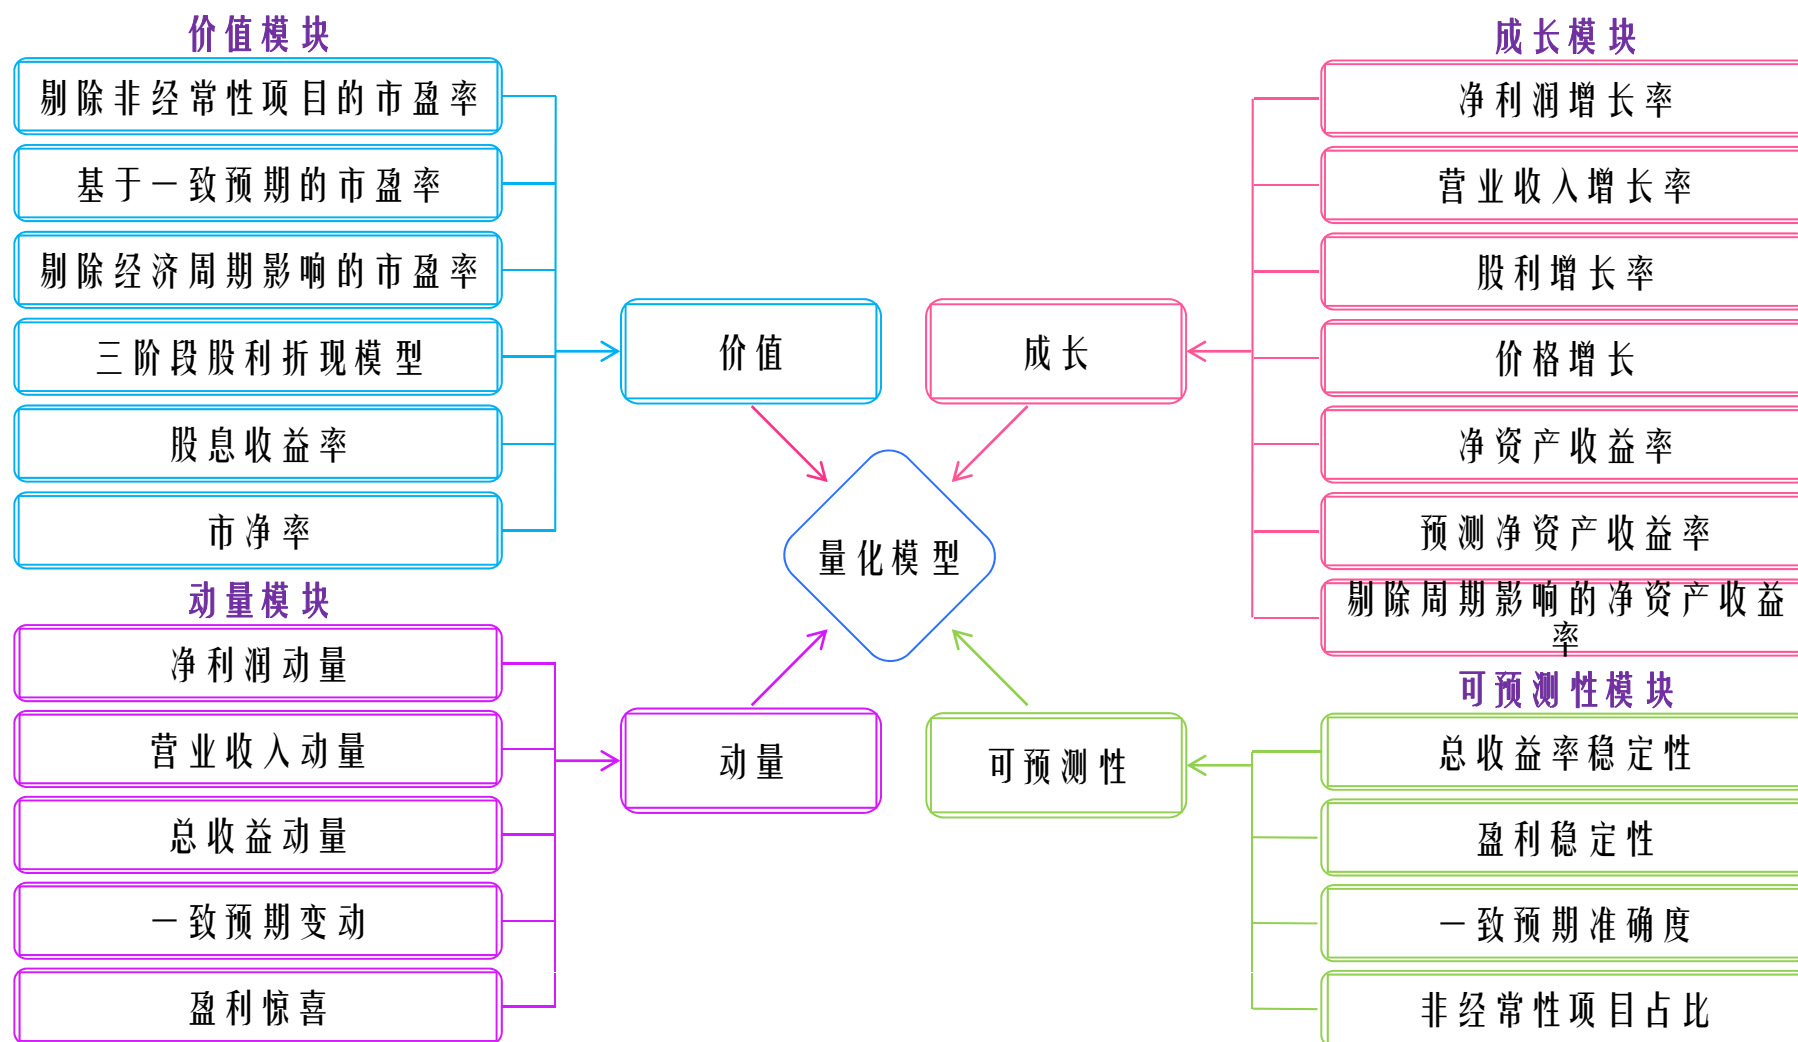 价值模块
剔除非经常性项目的市盈率
基于一致预期的市盈率
剔除经济周期影响的市盈率
三阶段股利折现模型
股息收益率
市净率
动量模块
净利润动量
营业收入动量
总收益动量
一致预期变动
盈利惊喜
价值
成长
量化模型
动量
可预测性
成长模块
净利润增长率
营业收入增长率
股利增长率
价格增长
净资产收益率
预测净资产收益率
剔除周期影响的净资产收益
率
可预测性模块
总收益率稳定性
盈利稳定性
一致预期准确度
非经常性项目占比